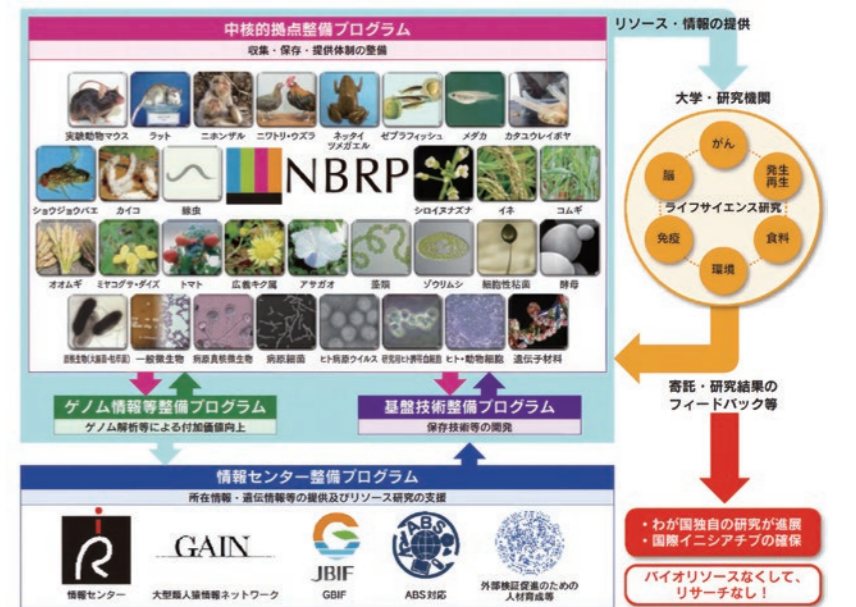 中核的拠点整備プログラム
収集・保存・提供体制の整備
実験動物マウス
ラット
ニホンザル
ニワトリ・ウズラ
ネッタイ
ツメガエル
ゼブラフィッシュ
メダカ
カタユウレイボヤ
ショウジョウバエ
カイコ
線虫
NBRP
シロイヌナズナ
イネ
コムギ
オオムギ
ミヤコグサ・ダイズ
トマト
広義キク属
アサガオ
藻類
ゾウリムシ
細胞性粘菌
酵母
原核生物(大腸菌・枯草菌)
一般微生物
病原真核微生物
病原細菌
ヒト病原ウイルス
研究用ヒト臍帯血細胞
ヒト・動物細胞
遺伝子材料
ゲノム情報等整備プログラム
ゲノム解析等による付加価値向上
基盤技術整備プログラム
保存技術等の開発
情報センター整備プログラム
所在情報・遺伝情報等の提供及びリソース研究の支援
情報センター
GAIN
大型類人猿情報ネットワーク
JBIF
GBIF
ABS
ABS対応
外部検証促進のための
人材育成等
リソース・情報の提供
大学・研究機関
がん
脳
発生
再生
ライフサイエンス研究
免疫
食料
環境
寄託・研究結果の
フィードバック等
・わが国独自の研究が進展
・国際イニシアチブの確保
バイオリソースなくして、
リサーチなし!